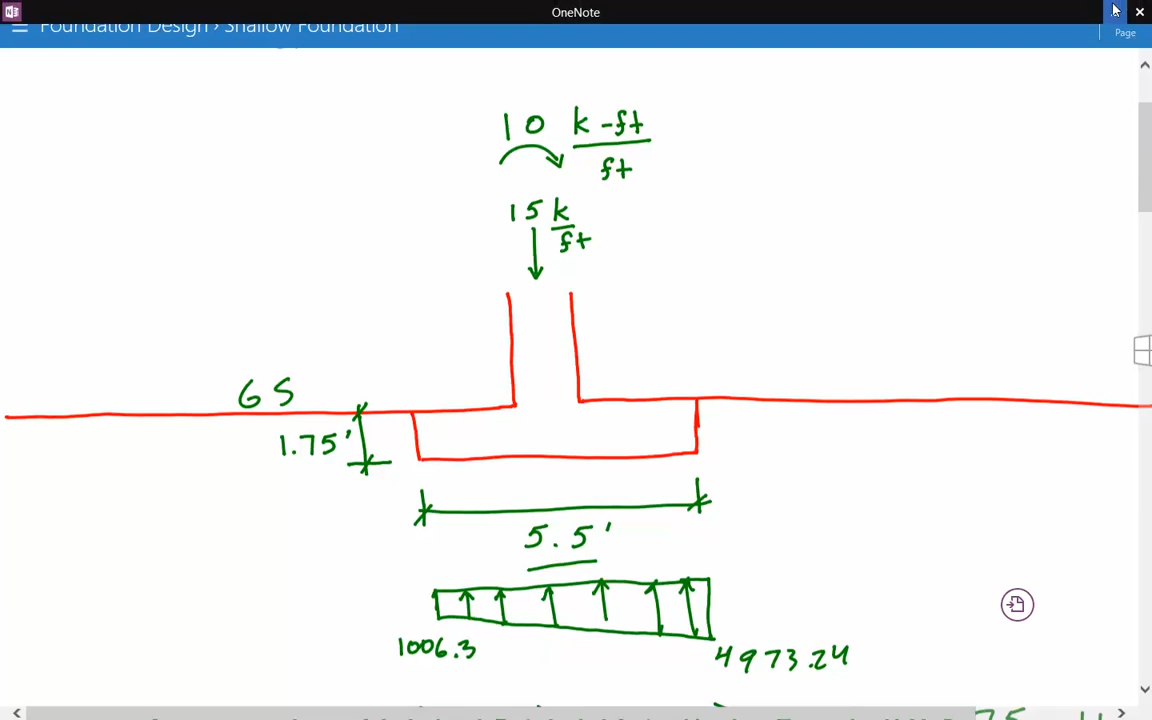 OneNote
Foundation Design › Shallow Foundation
Page
10 k-ft
ft
15 k
ft
GS
1.75'
5.5'
1006.3
4973.24